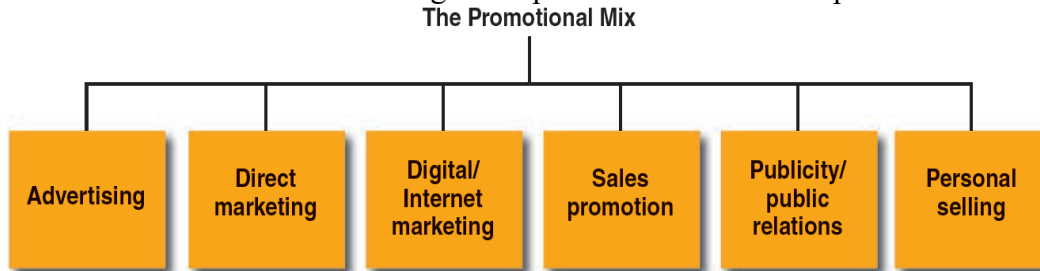 The Promotional Mix
Advertising
Direct
marketing
Digital/
Internet
marketing
Sales
promotion
Publicity/
public
relations
Personal
selling